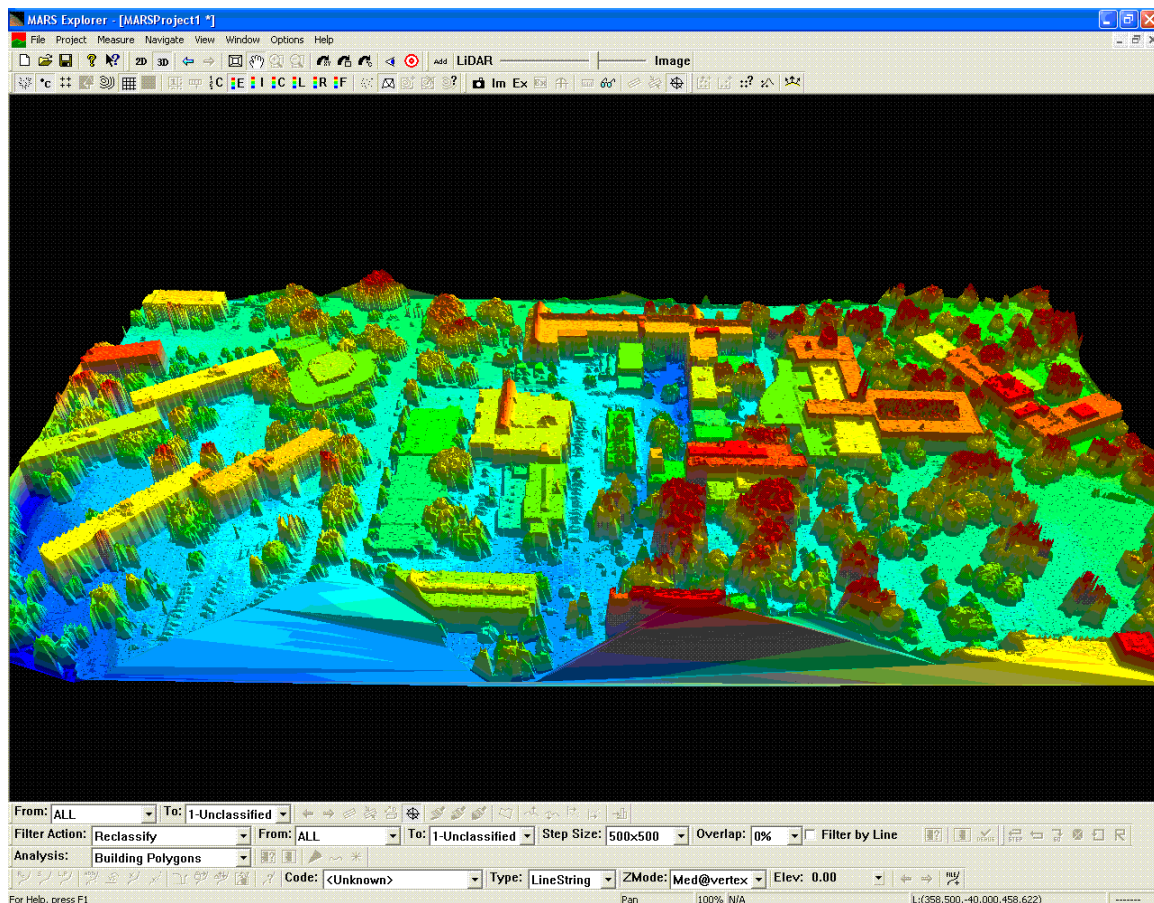 MARS Explorer - [MARSProject1 *]
File Project Measure Navigate View Window Options Help
2D 3D Add LiDAR Image
°C C E I C L R F Im Ex
From: ALL To: 1-Unclassified
Filter Action: Reclassify From: ALL To: 1-Unclassified Step Size: 500x500 Overlap: 0% Filter by Line
Analysis: Building Polygons
Code: <Unknown> Type: LineString ZMode: Med@vertex Elev: 0.00
For Help, press F1 Pan 100% N/A L:(358.500,-40.000,458.622) -------